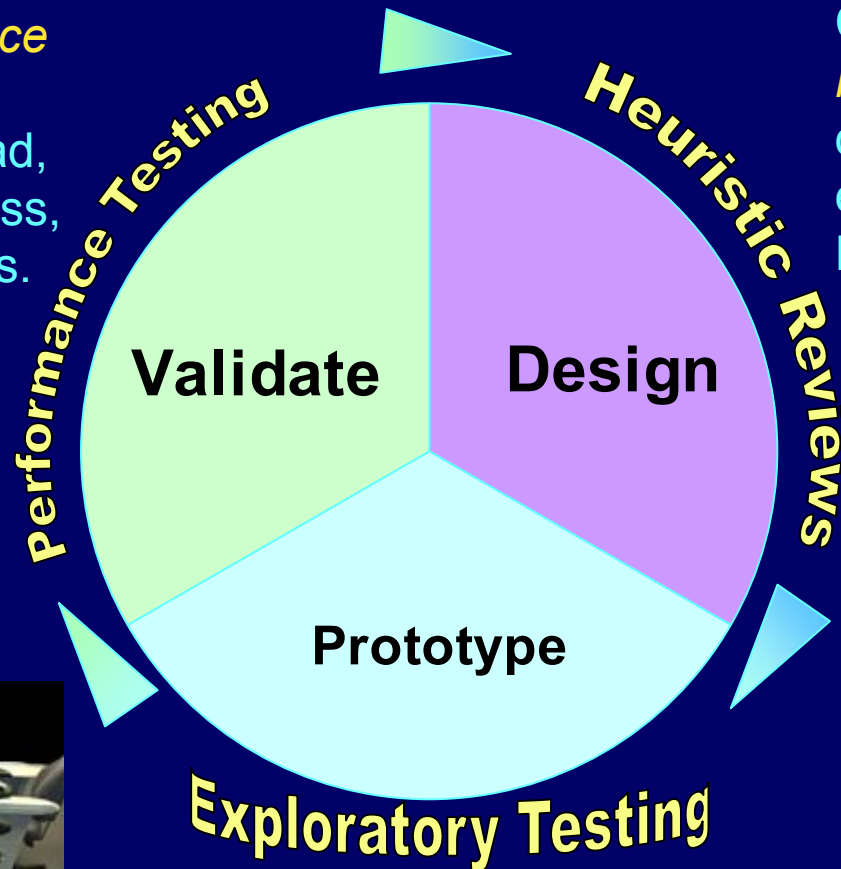 Performance Testing
Heuristic Reviews
Validate
Design
Prototype
Exploratory Testing